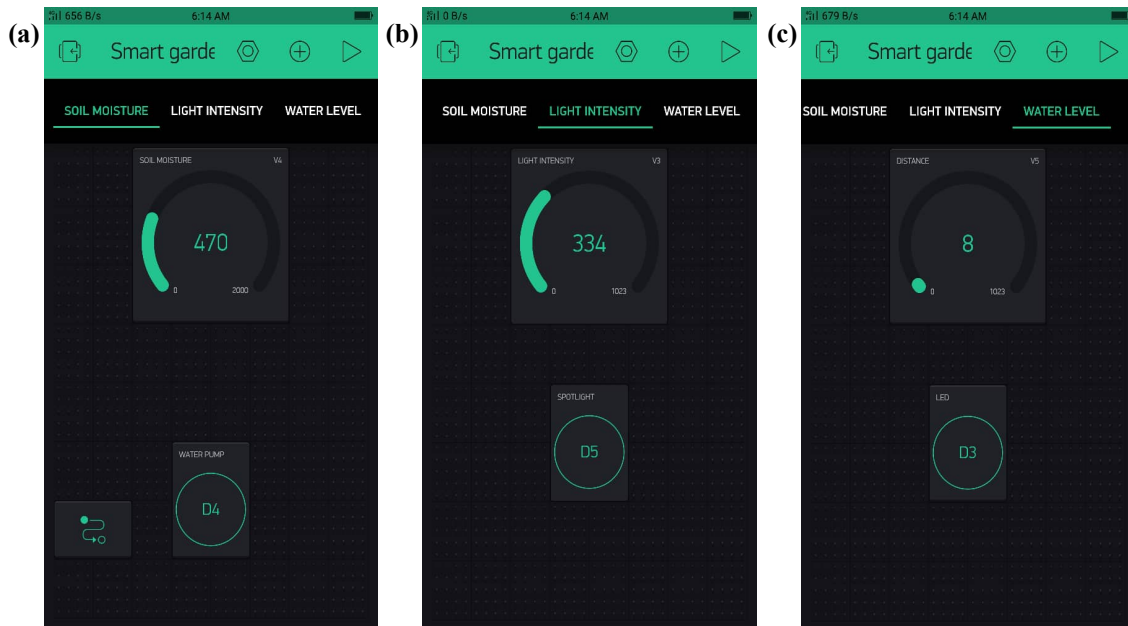 (a)
656 B/s 6:14 AM
Smart garde
SOIL MOISTURE LIGHT INTENSITY WATER LEVEL
SOIL MOISTURE V4
470
0 2000
WATER PUMP
D4
(b)
0 B/s 6:14 AM
Smart garde
SOIL MOISTURE LIGHT INTENSITY WATER LEVEL
LIGHT INTENSITY V3
334
0 1023
SPOTLIGHT
D5
(c)
679 B/s 6:14 AM
Smart garde
SOIL MOISTURE LIGHT INTENSITY WATER LEVEL
DISTANCE V5
8
0 1023
LED
D3